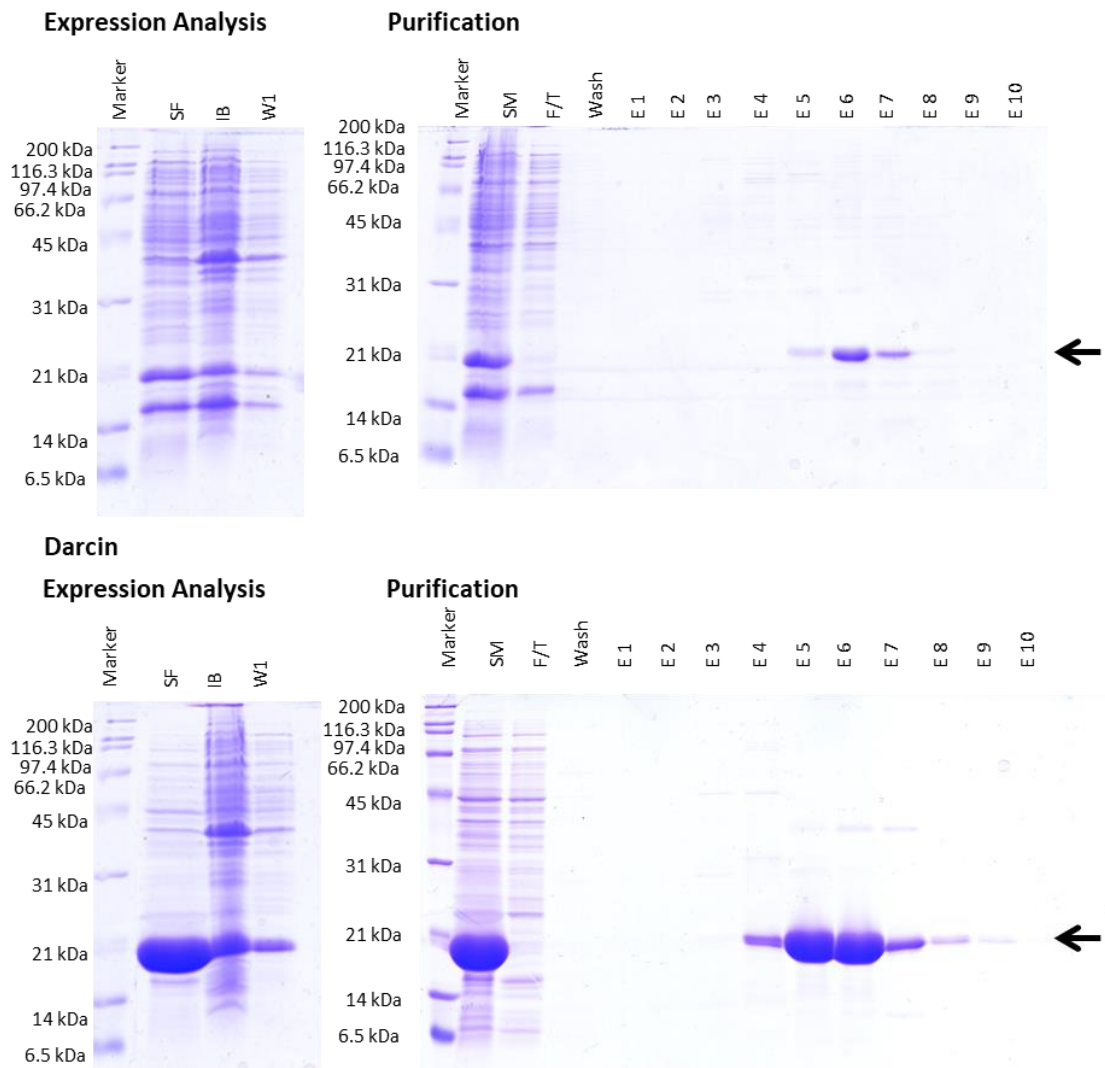 Expression Analysis
Purification
Marker SF IB W1
Marker SM F/T Wash E 1 E 2 E 3 E 4 E 5 E 6 E 7 E 8 E 9 E 10
200 kDa
116.3 kDa
97.4 kDa
66.2 kDa
45 kDa
31 kDa
21 kDa
14 kDa
6.5 kDa
200 kDa
116.3 kDa
97.4 kDa
66.2 kDa
45 kDa
31 kDa
21 kDa
14 kDa
6.5 kDa
Darcin
Expression Analysis
Purification
Marker SF IB W1
Marker SM F/T Wash E 1 E 2 E 3 E 4 E 5 E 6 E 7 E 8 E 9 E 10
200 kDa
116.3 kDa
97.4 kDa
66.2 kDa
45 kDa
31 kDa
21 kDa
14 kDa
6.5 kDa
200 kDa
116.3 kDa
97.4 kDa
66.2 kDa
45 kDa
31 kDa
21 kDa
14 kDa
6.5 kDa